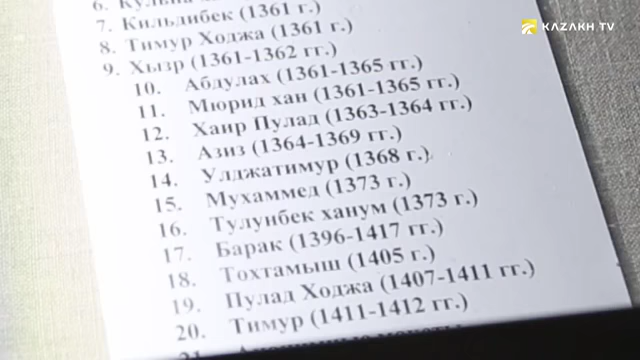 KAZAKH TV
6.
7. Кильдибек (1361 г.)
8. Тимур Ходжа (1361 г.)
9. Хызр (1361-1362 гг.)
10. Абдулах (1361-1365 гг.)
11. Мюрид хан (1361-1365 гг.)
12. Хаир Пулад (1363-1364 гг.)
13. Азиз (1364-1369 гг.)
14. Улджатимур (1368 г.)
15. Мухаммед (1373 г.)
16. Тулунбек ханум (1373 г.)
17. Барак (1396-1417 гг.)
18. Тохтамыш (1405 г.)
19. Пулад Ходжа (1407-1411 гг.)
20. Тимур (1411-1412 гг.)